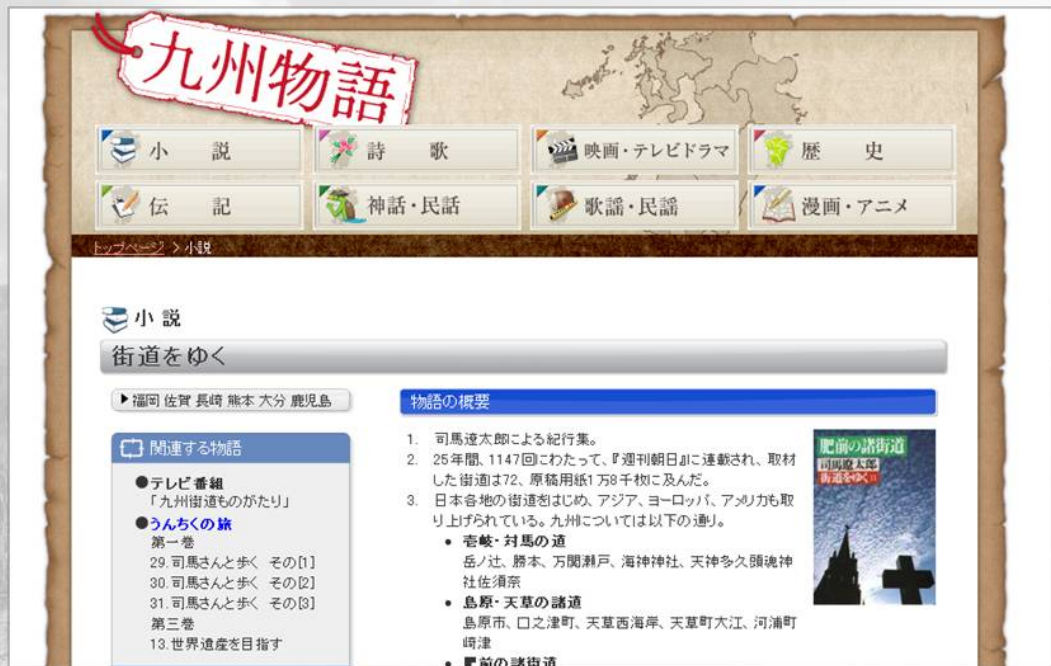 九州物語
小　説
詩　歌
映画・テレビドラマ
歴　史
伝　記
神話・民話
歌謡・民謡
漫画・アニメ
トップページ > 小説
小 説
街道をゆく
▶福岡 佐賀 長崎 熊本 大分 鹿児島
関連する物語
●テレビ番組
「九州街道ものがたり」
●うんちくの旅
第一巻
29.司馬さんと歩く その[1]
30.司馬さんと歩く その[2]
31.司馬さんと歩く その[3]
第三巻
13.世界遺産を目指す
物語の概要
1. 司馬遼太郎による紀行集。
2. 25年間、1147回にわたって、『週刊朝日』に連載され、取材
した街道は72、原稿用紙1万8千枚に及んだ。
3. 日本各地の街道をはじめ、アジア、ヨーロッパ、アメリカも取
り上げられている。九州については以下の通り。
• 壱岐・対馬の道
岳ノ辻、勝本、万関瀬戸、海神神社、天神多久頭魂神
社佐須奈
• 島原・天草の諸道
島原市、口之津町、天草西海岸、天草町大江、河浦町
崎津
前の諸街道
肥前の諸街道
司馬遼太郎
街道をゆく11